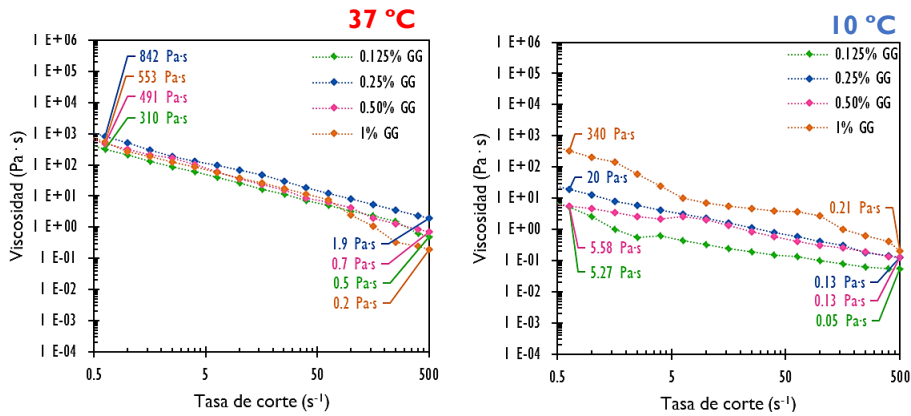 37 ºC
1 E+06
1 E+05
1 E+04
1 E+03
1 E+02
1 E+01
1 E+00
1 E-01
1 E-02
1 E-03
1 E-04
Viscosidad (Pa · s)
842 Pa·s
553 Pa·s
491 Pa·s
310 Pa·s
0.125% GG
0.25% GG
0.50% GG
1% GG
1.9 Pa·s
0.7 Pa·s
0.5 Pa·s
0.2 Pa·s
0.5
5
50
500
Tasa de corte (s⁻¹)
10 ºC
1 E+06
1 E+05
1 E+04
1 E+03
1 E+02
1 E+01
1 E+00
1 E-01
1 E-02
1 E-03
1 E-04
Viscosidad (Pa · s)
0.125% GG
0.25% GG
0.50% GG
1% GG
340 Pa·s
20 Pa·s
5.58 Pa·s
5.27 Pa·s
0.21 Pa·s
0.13 Pa·s
0.13 Pa·s
0.05 Pa·s
0.5
5
50
500
Tasa de corte (s⁻¹)